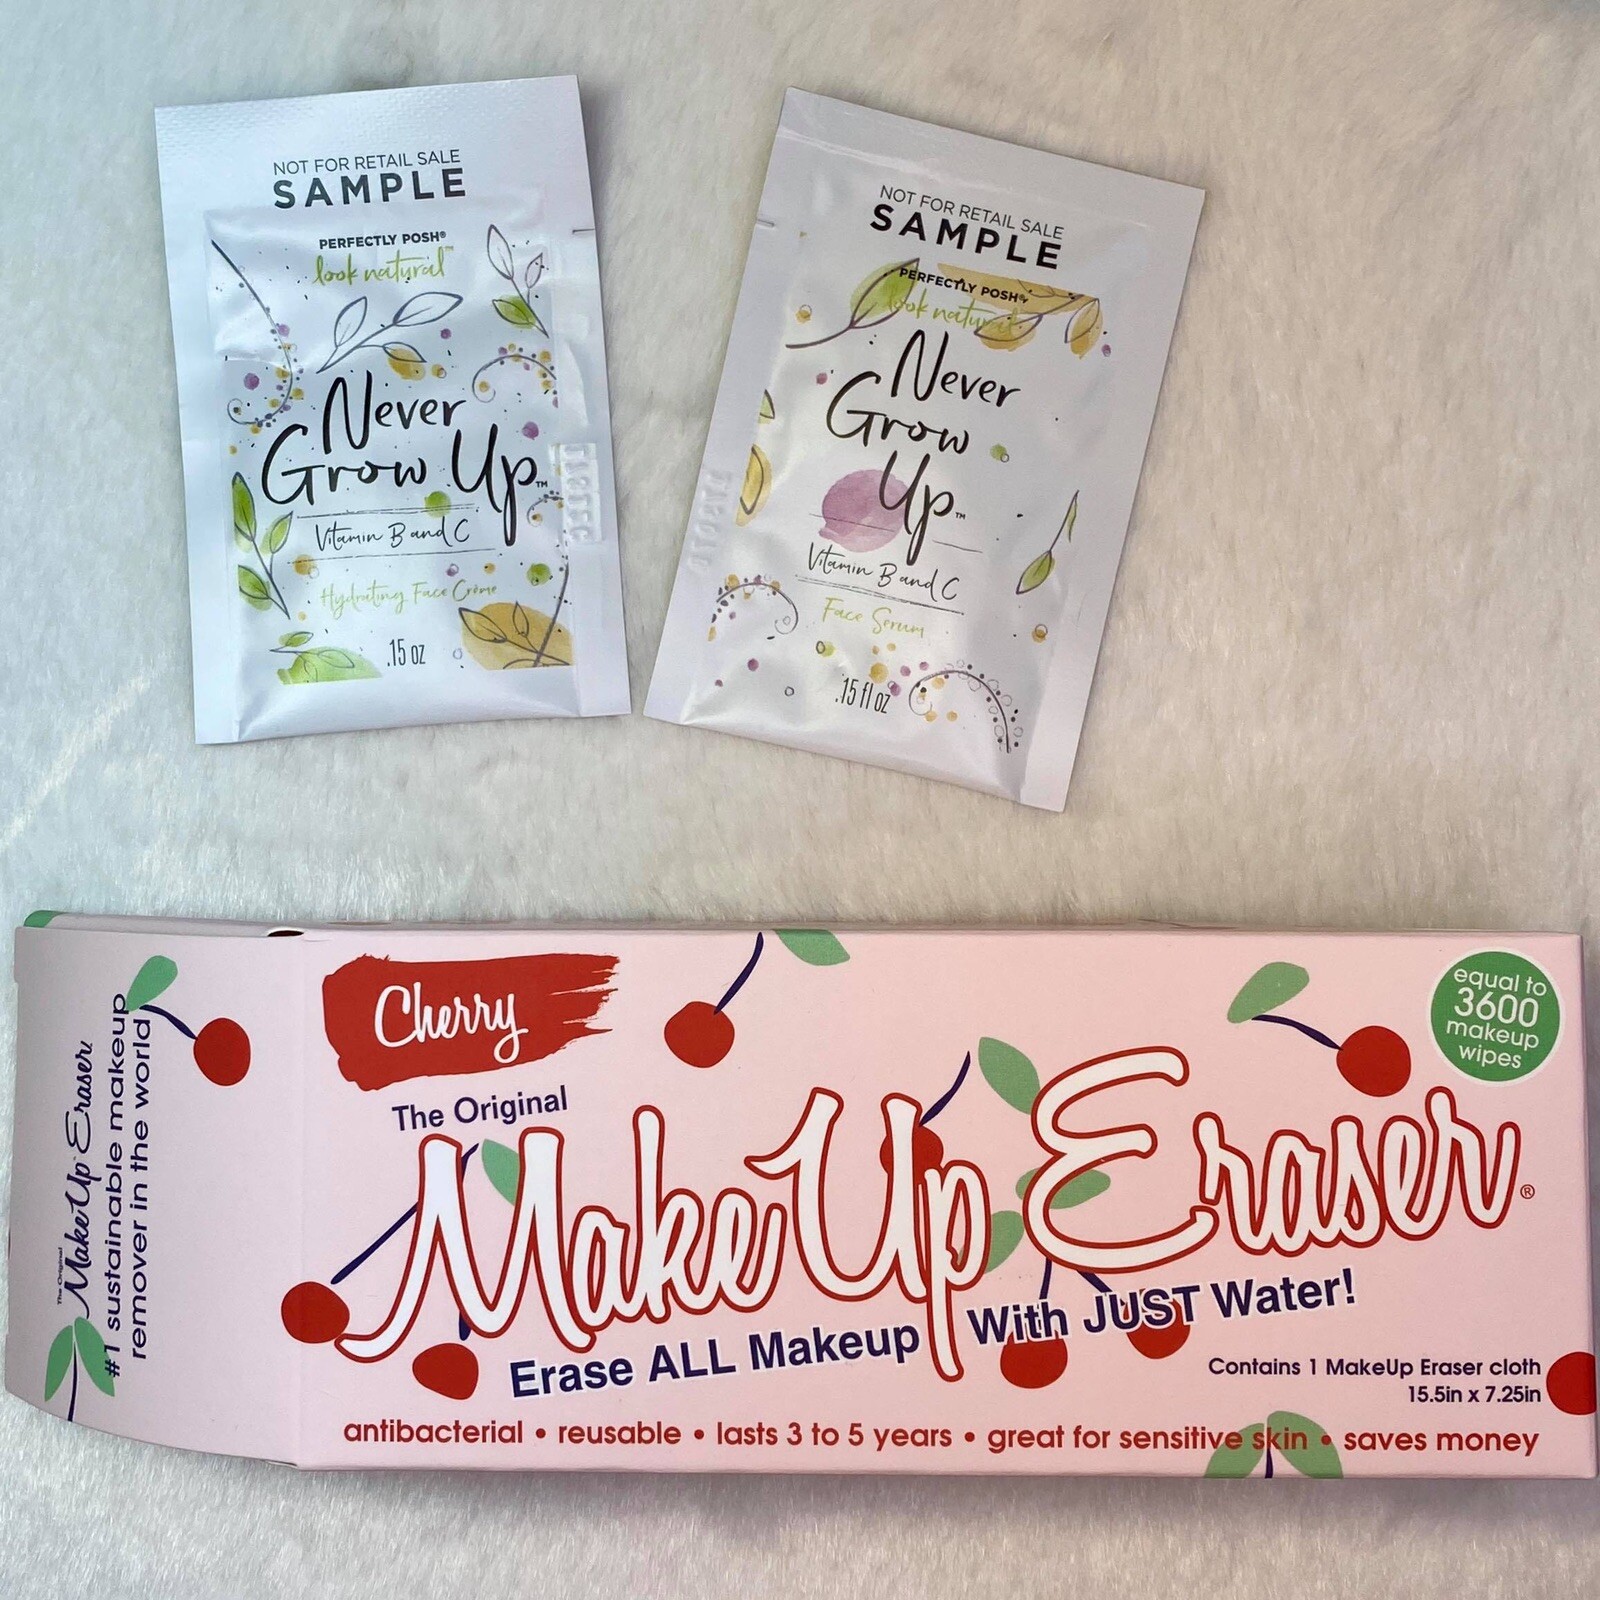 NOT FOR RETAIL SALE
SAMPLE
PERFECTLY POSH®
look natural™
Never
Grow Up™
Vitamin B and C
Hydrating Face Crème
.15 oz
NOT FOR RETAIL SALE
SAMPLE
PERFECTLY POSH®
look natural
Never
Grow
Up™
Vitamin B and C
Face Serum
.15 fl oz
The Original
MakeUp Eraser
#1 sustainable makeup
remover in the world
Cherry
equal to
3600
makeup
wipes
The Original
MakeUp Eraser®
Erase ALL Makeup With JUST Water!
Contains 1 MakeUp Eraser cloth
15.5in x 7.25in
antibacterial • reusable • lasts 3 to 5 years • great for sensitive skin • saves money